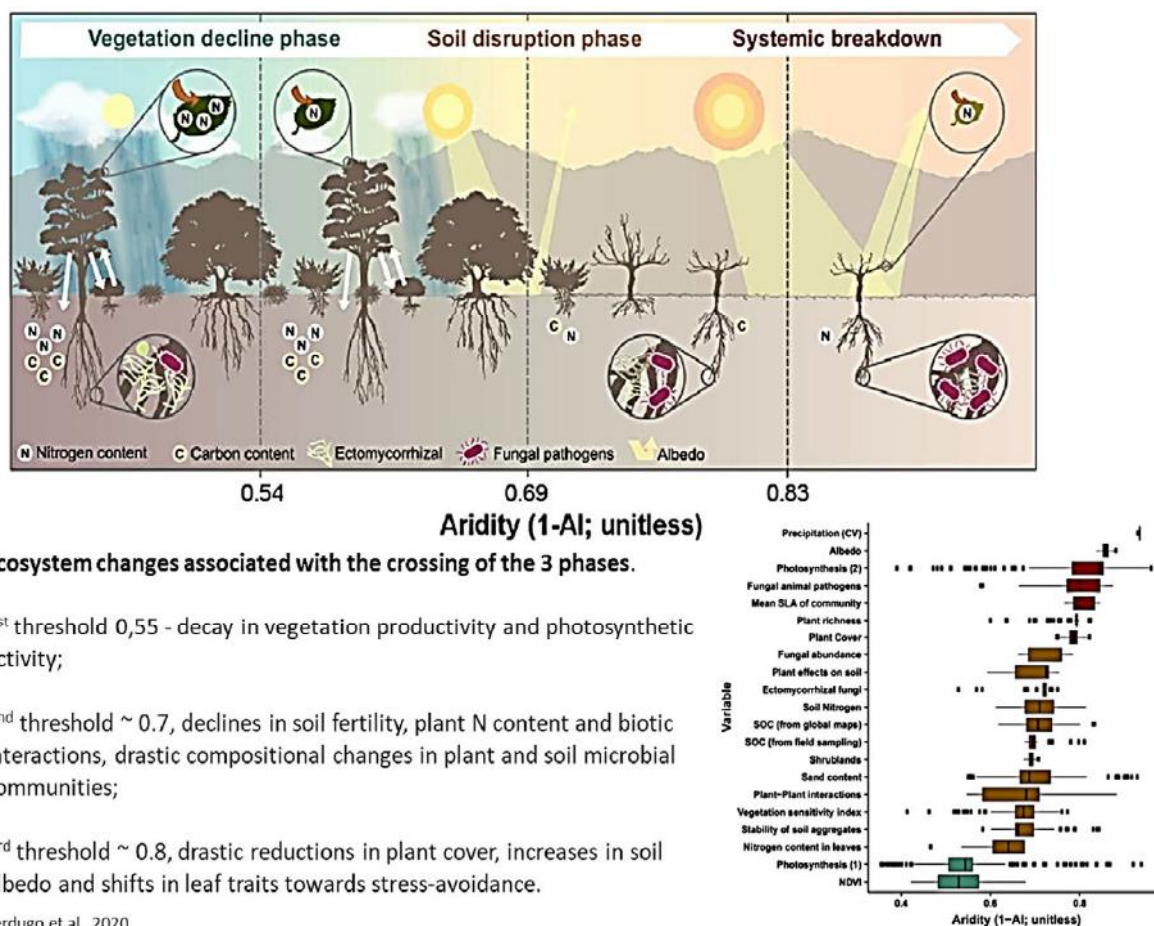 Vegetation decline phase Soil disruption phase Systemic breakdown
N N N
N
N
N N N
C C C
N N N
C C C
C N
C
N
N Nitrogen content C Carbon content Ectomycorrhizal Fungal pathogens Albedo
0.54 0.69 0.83
Aridity (1-AI; unitless)
cosystem changes associated with the crossing of the 3 phases.
st threshold 0,55 - decay in vegetation productivity and photosynthetic
ctivity;
nd threshold ~ 0.7, declines in soil fertility, plant N content and biotic
nteractions, drastic compositional changes in plant and soil microbial
ommunities;
rd threshold ~ 0.8, drastic reductions in plant cover, increases in soil
lbedo and shifts in leaf traits towards stress-avoidance.
erdugo et al. 2020
Variable
Precipitation (CV)
Albedo
Photosynthesis (2)
Fungal animal pathogens
Mean SLA of community
Plant richness
Plant Cover
Fungal abundance
Plant effects on soil
Ectomycorrhizal fungi
Soil Nitrogen
SOC (from global maps)
SOC (from field sampling)
Shrublands
Sand content
Plant-Plant interactions
Vegetation sensitivity index
Stability of soil aggregates
Nitrogen content in leaves
Photosynthesis (1)
NDVI
0.4 0.6 0.8
Aridity (1-AI; unitless)